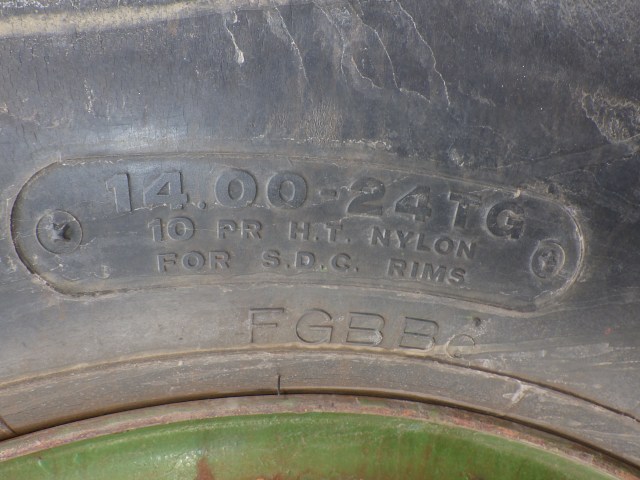 14.00-24TG
10 PR H.T. NYLON
FOR S.D.C. RIMS
FGBB